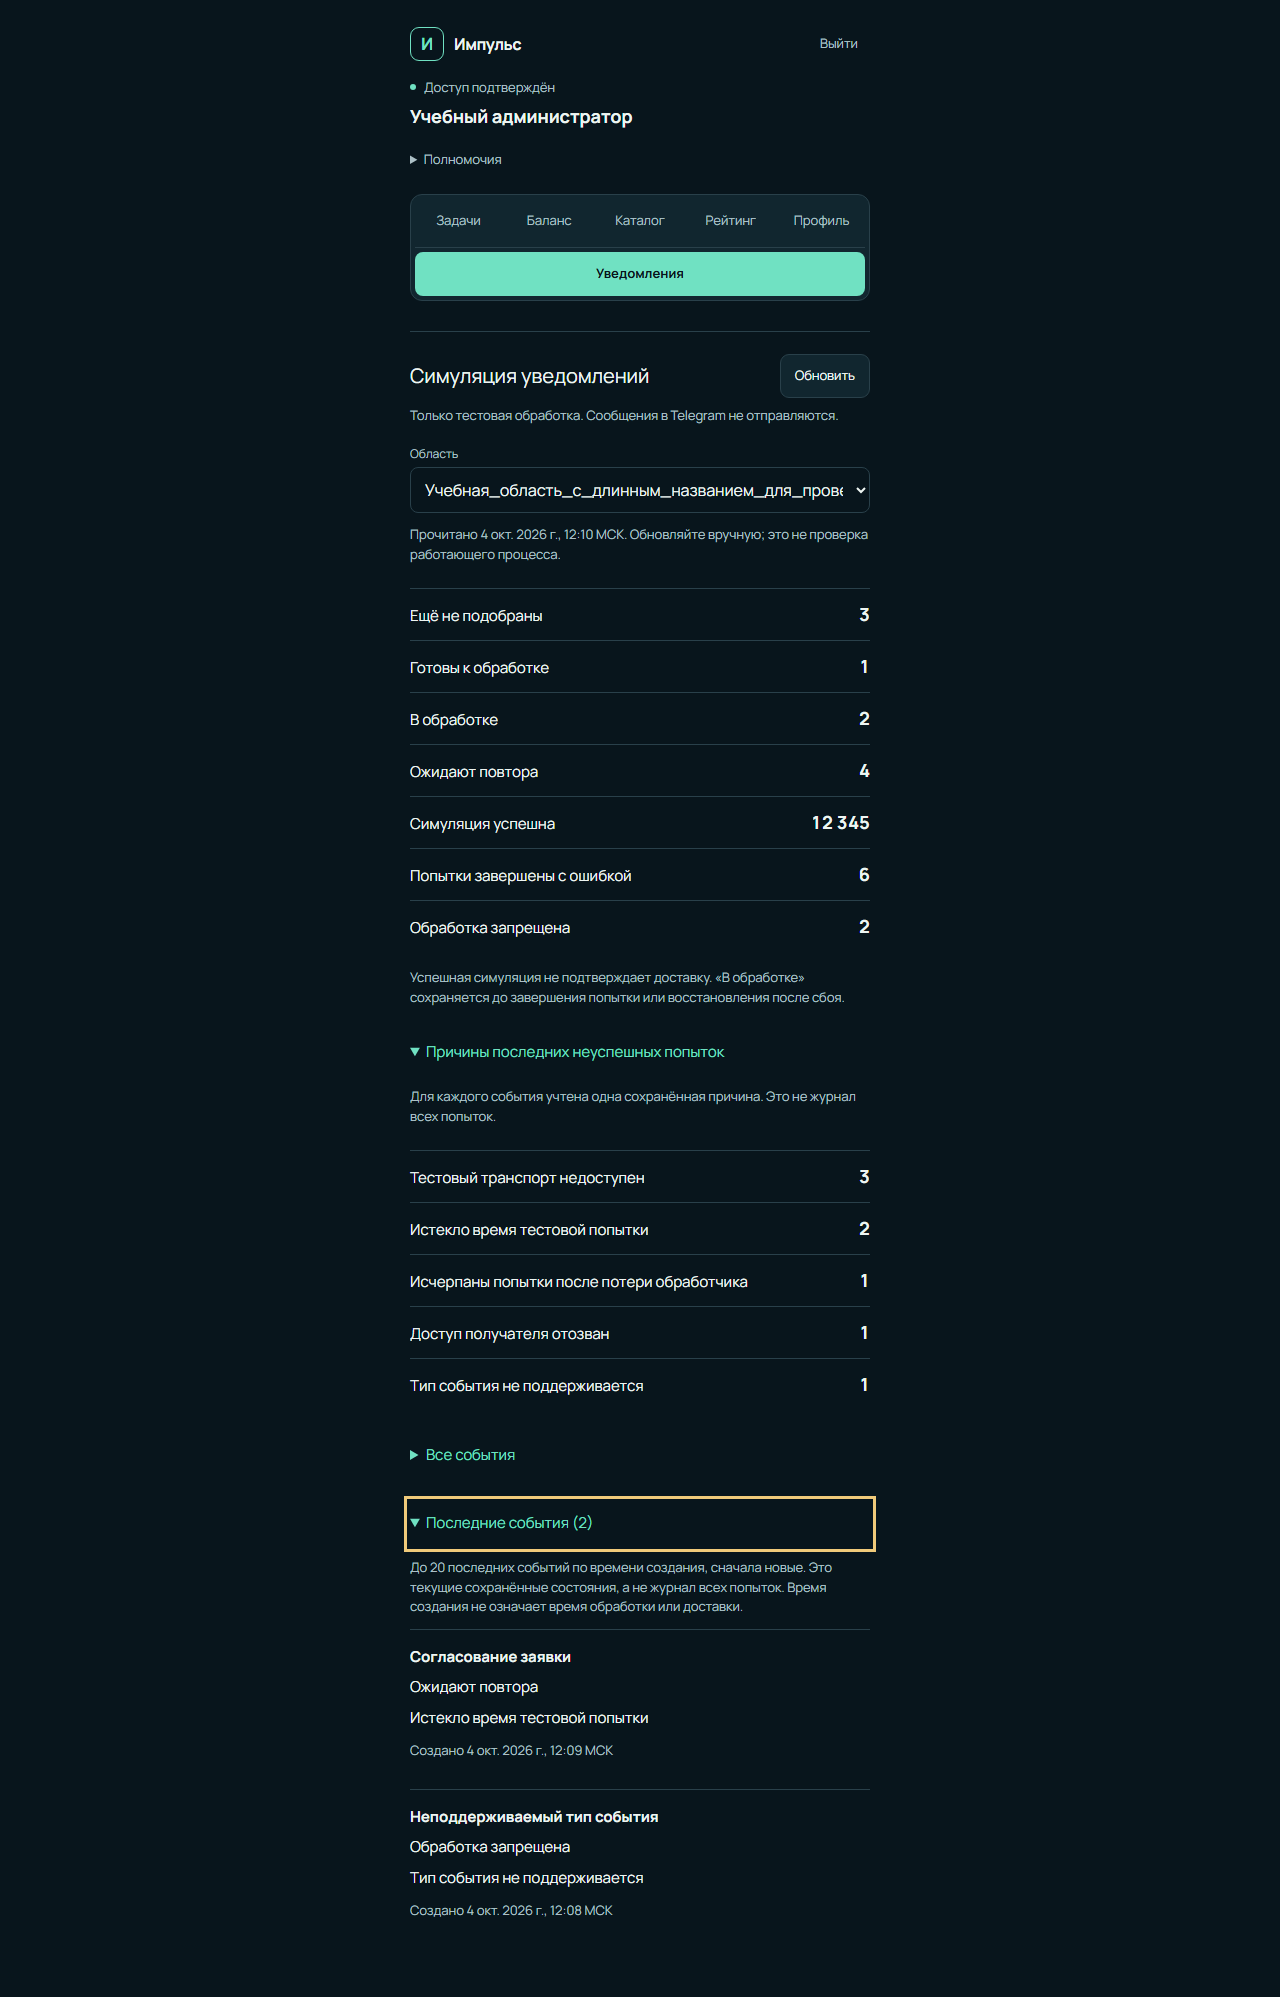 И Импульс
Выйти
Доступ подтверждён
Учебный администратор
Полномочия
Задачи Баланс Каталог Рейтинг Профиль
Уведомления
Симуляция уведомлений
Обновить
Только тестовая обработка. Сообщения в Telegram не отправляются.
Область
Учебная_область_с_длинным_названием_для_прове
Прочитано 4 окт. 2026 г., 12:10 МСК. Обновляйте вручную; это не проверка
работающего процесса.
Ещё не подобраны 3
Готовы к обработке 1
В обработке 2
Ожидают повтора 4
Симуляция успешна 12 345
Попытки завершены с ошибкой 6
Обработка запрещена 2
Успешная симуляция не подтверждает доставку. «В обработке»
сохраняется до завершения попытки или восстановления после сбоя.
Причины последних неуспешных попыток
Для каждого события учтена одна сохранённая причина. Это не журнал
всех попыток.
Тестовый транспорт недоступен 3
Истекло время тестовой попытки 2
Исчерпаны попытки после потери обработчика 1
Доступ получателя отозван 1
Тип события не поддерживается 1
Все события
Последние события (2)
До 20 последних событий по времени создания, сначала новые. Это
текущие сохранённые состояния, а не журнал всех попыток. Время
создания не означает время обработки или доставки.
Согласование заявки
Ожидают повтора
Истекло время тестовой попытки
Создано 4 окт. 2026 г., 12:09 МСК
Неподдерживаемый тип события
Обработка запрещена
Тип события не поддерживается
Создано 4 окт. 2026 г., 12:08 МСК